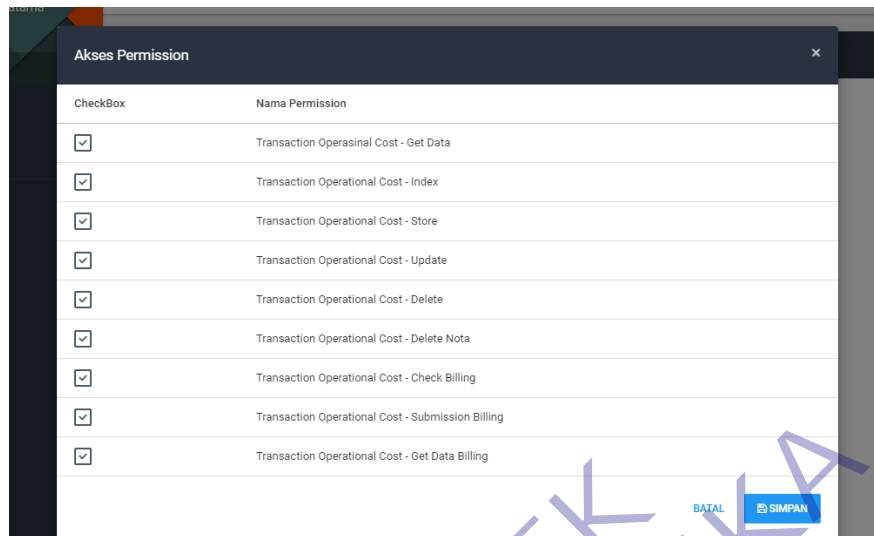 utama
Akses Permission ×
CheckBox Nama Permission
Transaction Operasinal Cost - Get Data
Transaction Operational Cost - Index
Transaction Operational Cost - Store
Transaction Operational Cost - Update
Transaction Operational Cost - Delete
Transaction Operational Cost - Delete Nota
Transaction Operational Cost - Check Billing
Transaction Operational Cost - Submission Billing
Transaction Operational Cost - Get Data Billing
BATAL SIMPAN